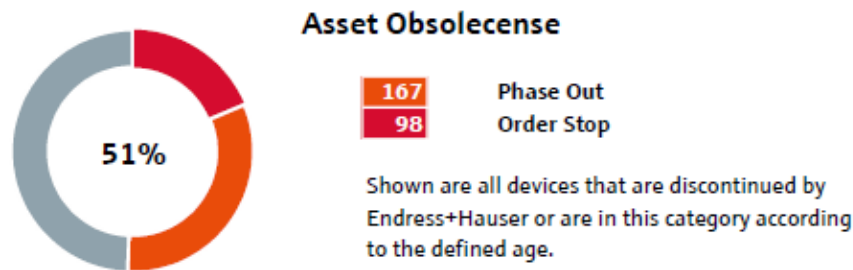 Asset Obsolecense
167 Phase Out
98 Order Stop
51%
Shown are all devices that are discontinued by
Endress+Hauser or are in this category according
to the defined age.